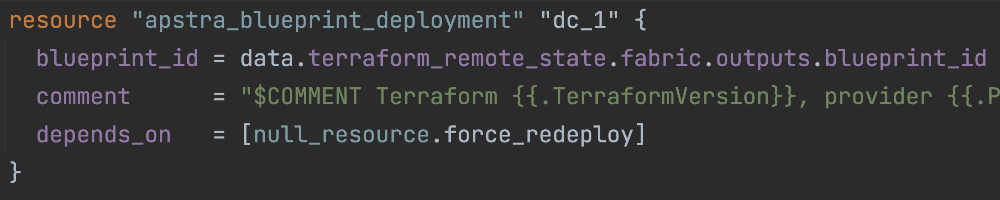 resource "apstra_blueprint_deployment" "dc_1" {
  blueprint_id = data.terraform_remote_state.fabric.outputs.blueprint_id
  comment      = "$COMMENT Terraform {{.TerraformVersion}}, provider {{.P
  depends_on   = [null_resource.force_redeploy]
}